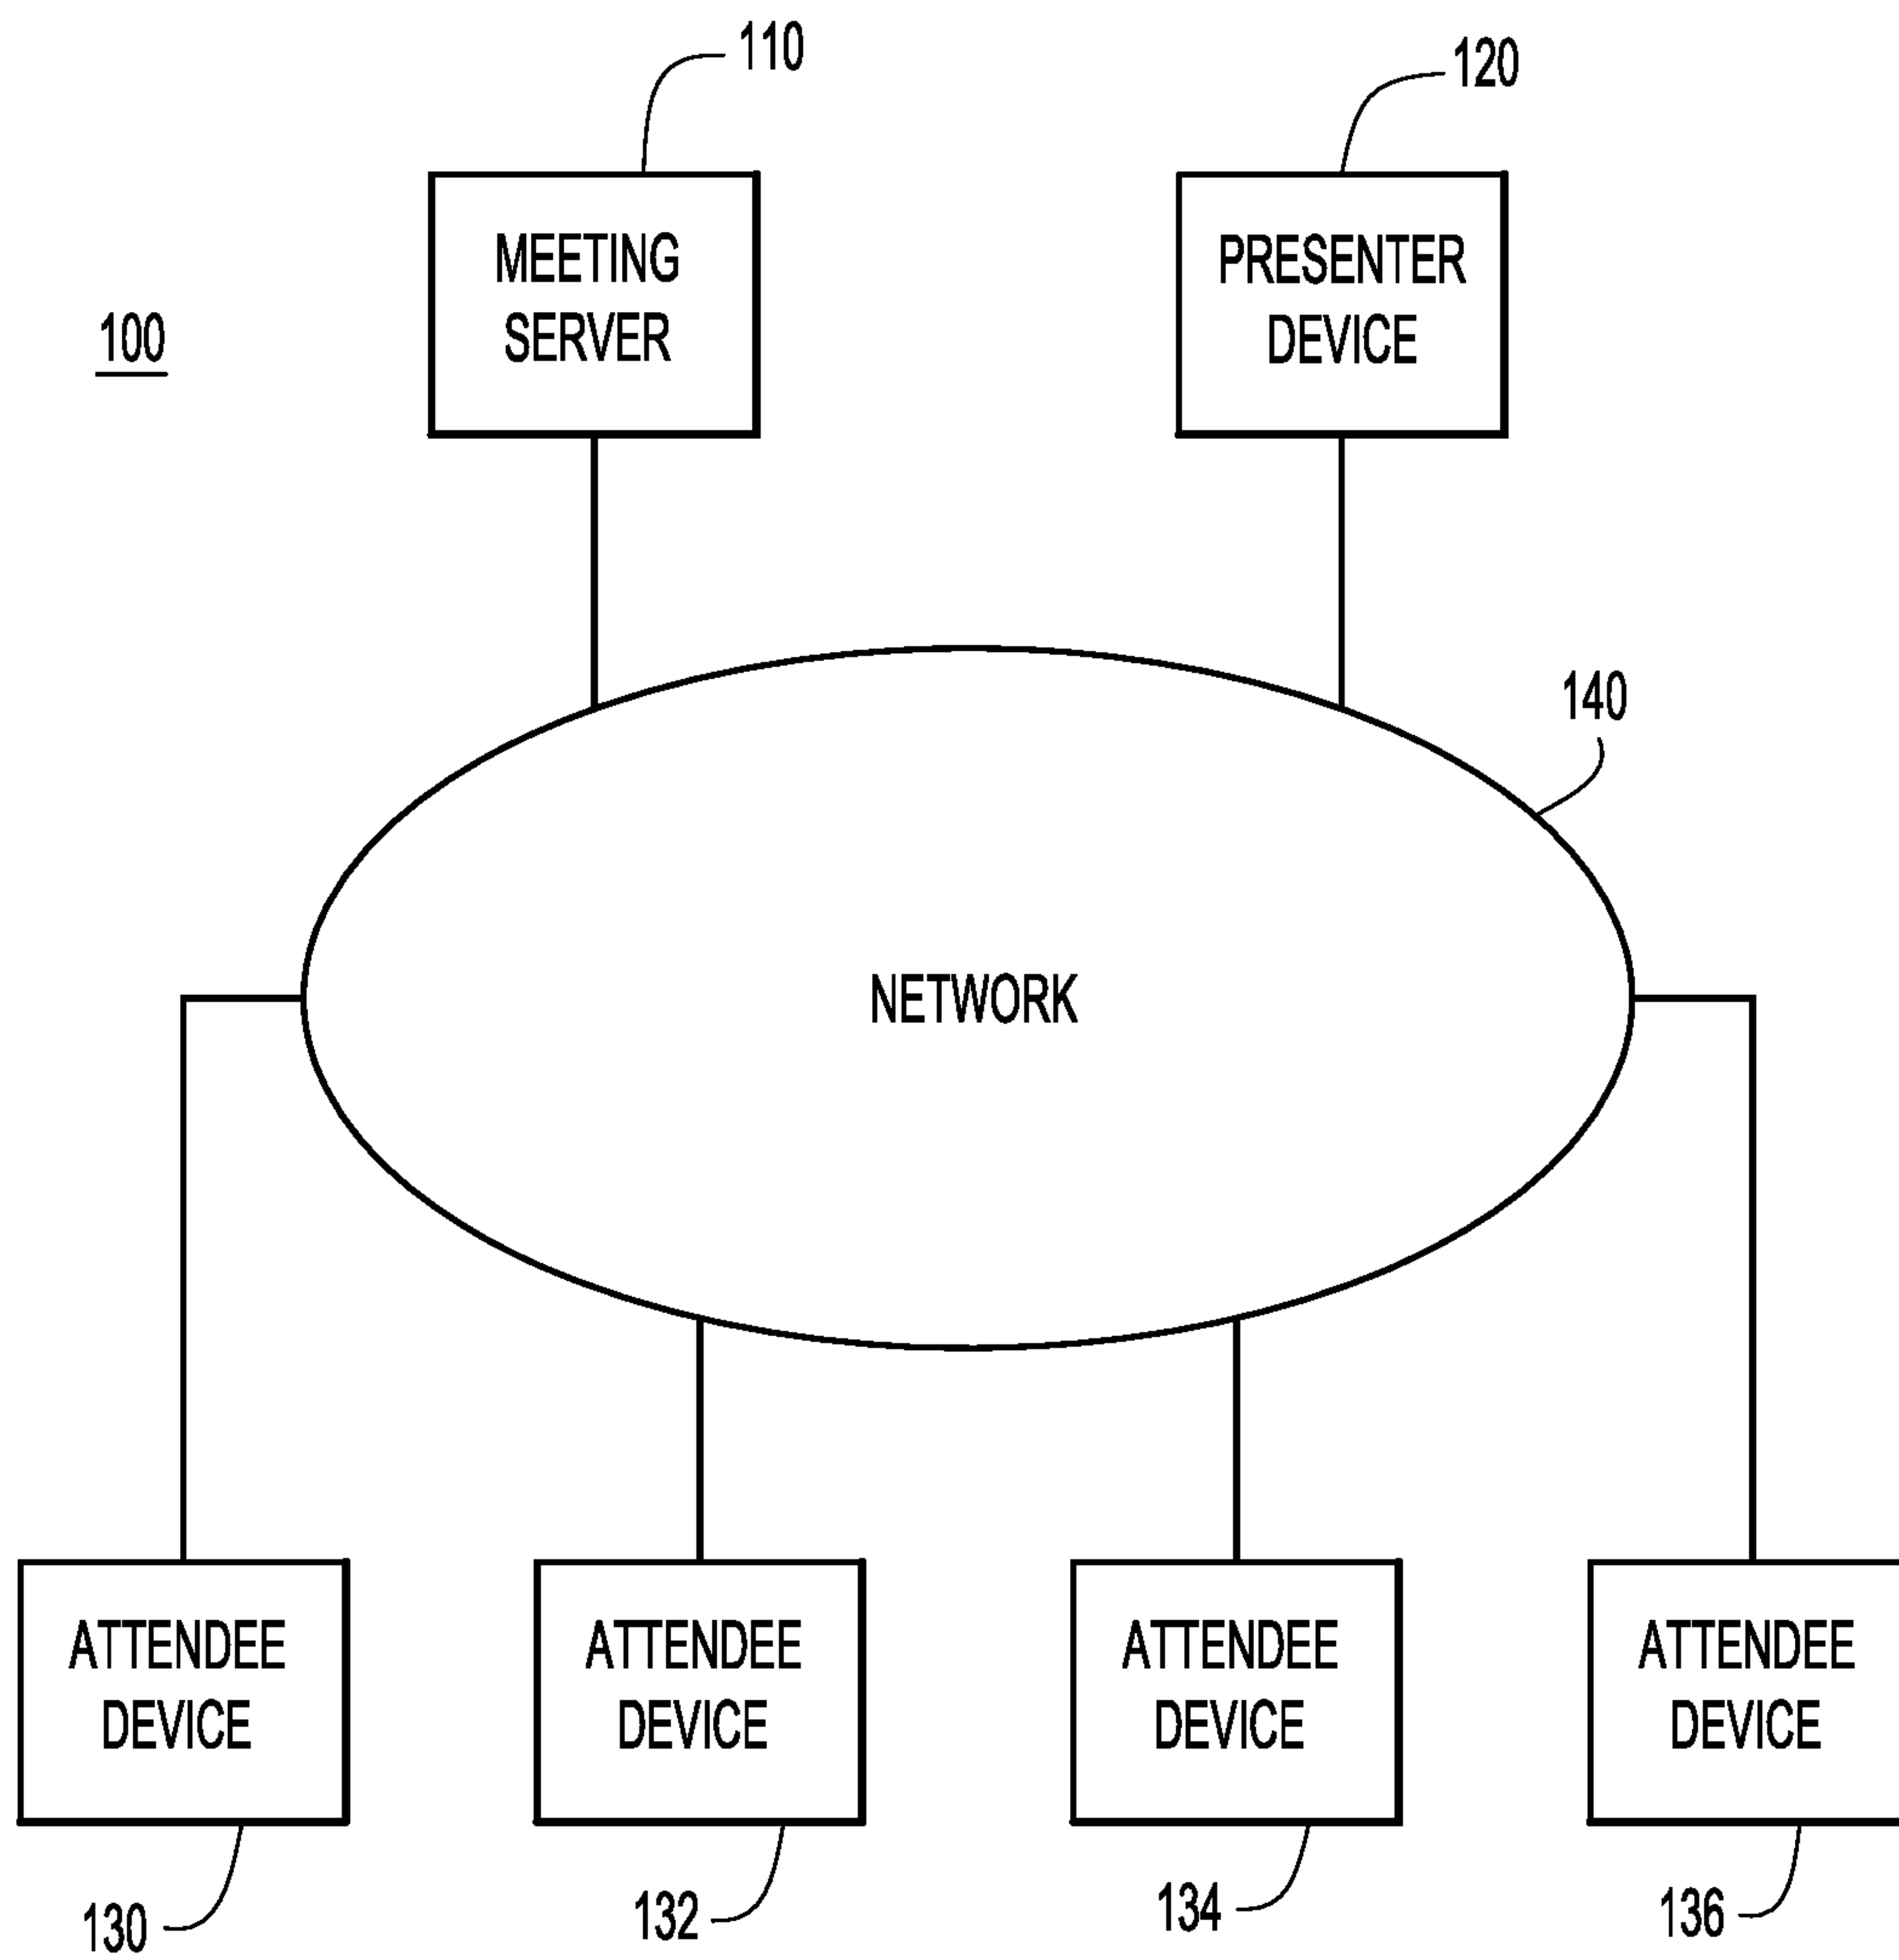 110
120
MEETING
SERVER
PRESENTER
DEVICE
100
140
NETWORK
ATTENDEE
DEVICE
ATTENDEE
DEVICE
ATTENDEE
DEVICE
ATTENDEE
DEVICE
130
132
134
136